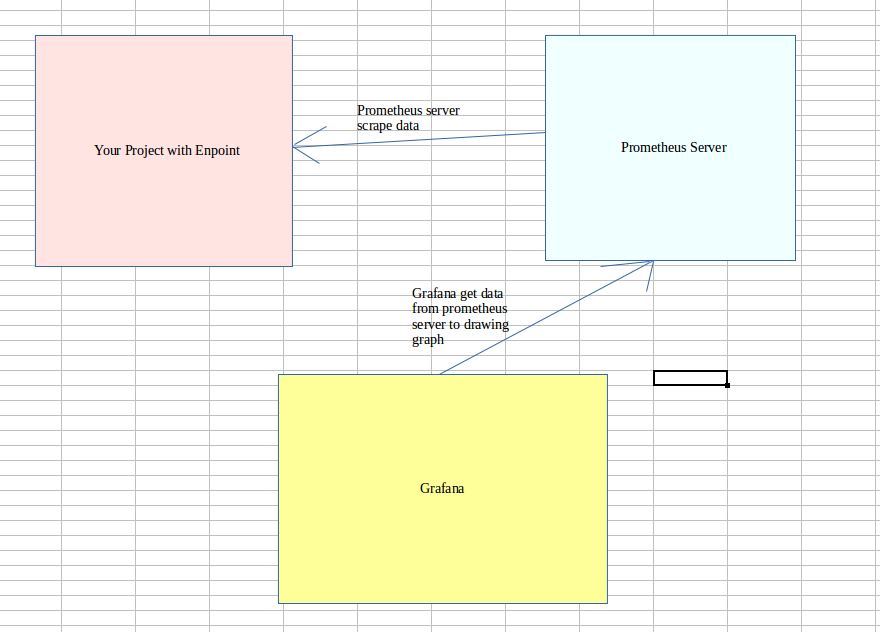 Prometheus server
scrape data
Your Project with Enpoint
Prometheus Server
Grafana get data
from prometheus
server to drawing
graph
Grafana